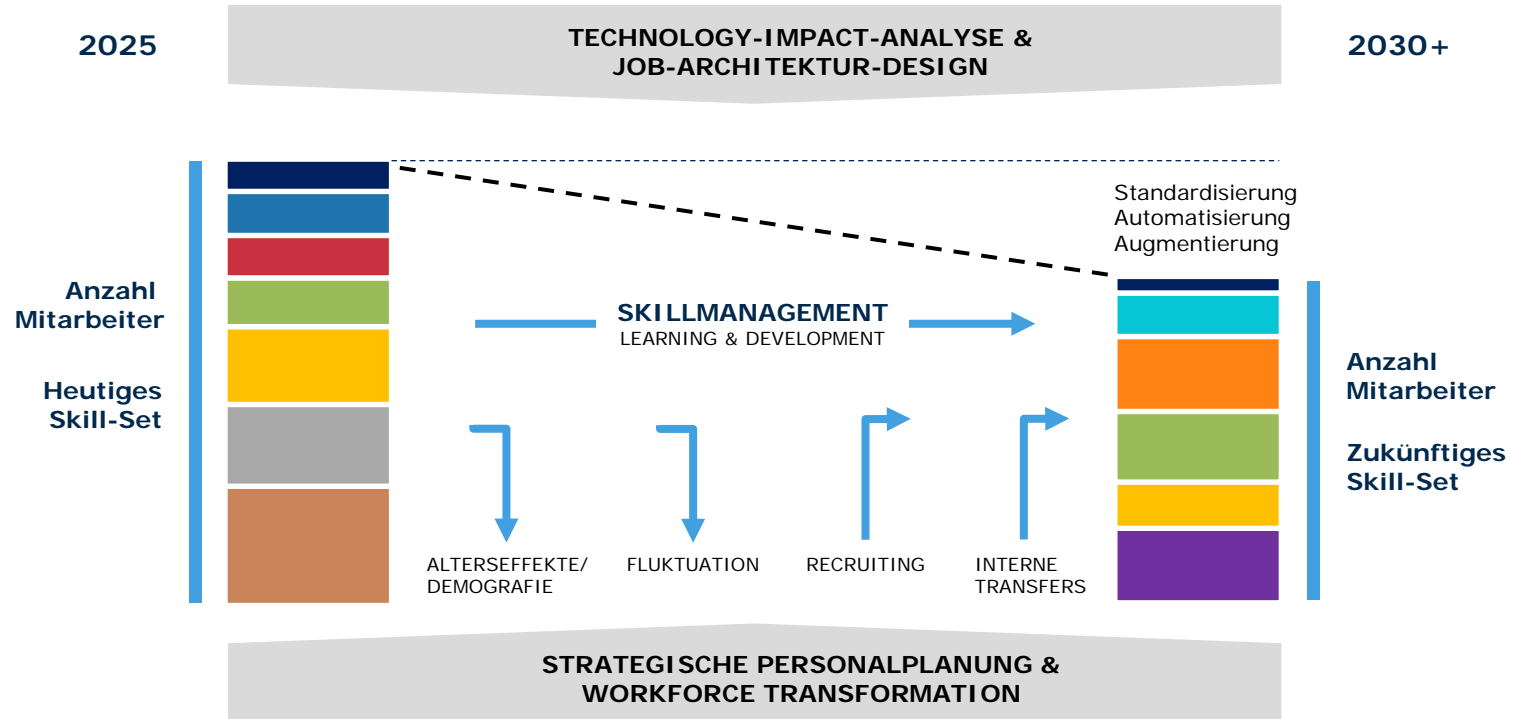 2025
TECHNOLOGY-IMPACT-ANALYSE &
JOB-ARCHITEKTUR-DESIGN
2030+
Standardisierung
Automatisierung
Augmentierung
Anzahl
Mitarbeiter
Heutiges
Skill-Set
SKILLMANAGEMENT
LEARNING & DEVELOPMENT
Anzahl
Mitarbeiter
Zukünftiges
Skill-Set
ALTERSEFFEKTE/
DEMOGRAFIE
FLUKTUATION
RECRUITING
INTERNE
TRANSFERS
STRATEGISCHE PERSONALPLANUNG &
WORKFORCE TRANSFORMATION